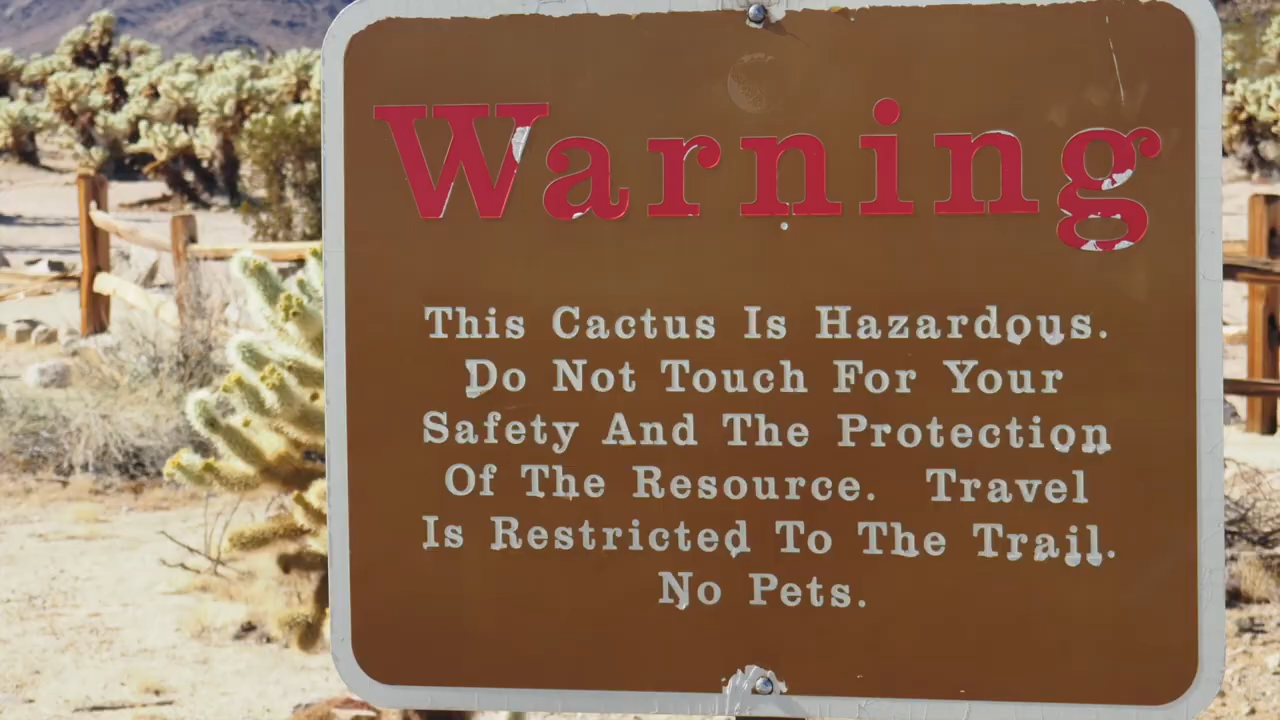 Warning
This Cactus Is Hazardous.
Do Not Touch For Your
Safety And The Protection
Of The Resource. Travel
Is Restricted To The Trail.
No Pets.